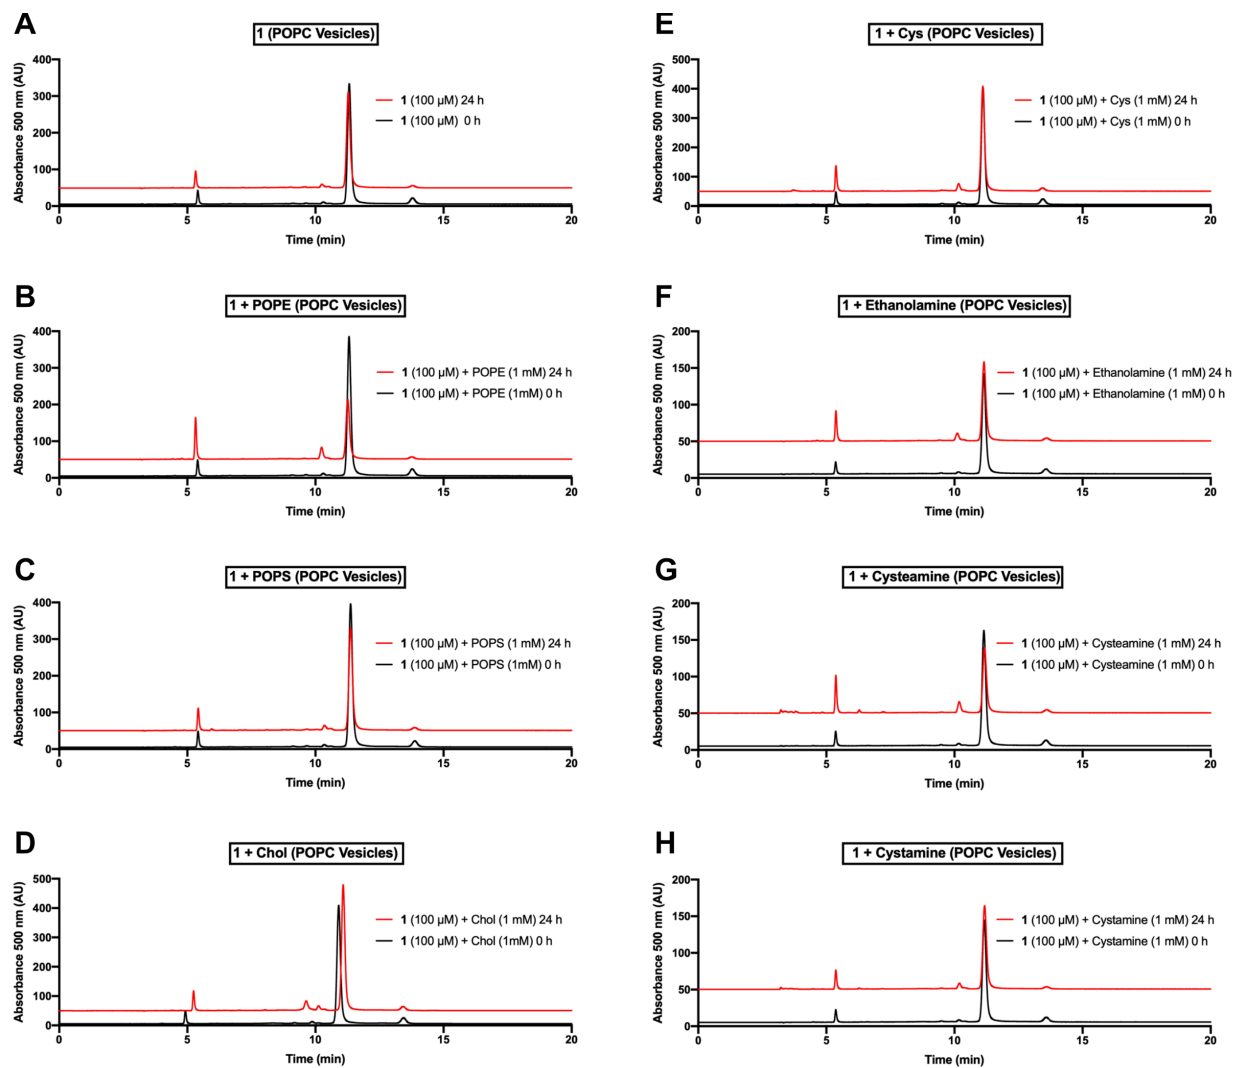 A
1 (POPC Vesicles)
Absorbance 500 nm (AU)
400
300
200
100
0
1 (100 µM) 24 h
1 (100 µM) 0 h
0 5 10 15 20
Time (min)
B
1 + POPE (POPC Vesicles)
Absorbance 500 nm (AU)
400
300
200
100
0
1 (100 µM) + POPE (1 mM) 24 h
1 (100 µM) + POPE (1mM) 0 h
0 5 10 15 20
Time (min)
C
1 + POPS (POPC Vesicles)
Absorbance 500 nm (AU)
400
300
200
100
0
1 (100 µM) + POPS (1 mM) 24 h
1 (100 µM) + POPS (1mM) 0 h
0 5 10 15 20
Time (min)
D
1 + Chol (POPC Vesicles)
Absorbance 500 nm (AU)
500
400
300
200
100
0
1 (100 µM) + Chol (1 mM) 24 h
1 (100 µM) + Chol (1mM) 0 h
0 5 10 15 20
Time (min)
E
1 + Cys (POPC Vesicles)
Absorbance 500 nm (AU)
500
400
300
200
100
0
1 (100 µM) + Cys (1 mM) 24 h
1 (100 µM) + Cys (1 mM) 0 h
0 5 10 15 20
Time (min)
F
1 + Ethanolamine (POPC Vesicles)
Absorbance 500 nm (AU)
200
150
100
50
0
1 (100 µM) + Ethanolamine (1 mM) 24 h
1 (100 µM) + Ethanolamine (1 mM) 0 h
0 5 10 15 20
Time (min)
G
1 + Cysteamine (POPC Vesicles)
Absorbance 500 nm (AU)
200
150
100
50
0
1 (100 µM) + Cysteamine (1 mM) 24 h
1 (100 µM) + Cysteamine (1 mM) 0 h
0 5 10 15 20
Time (min)
H
1 + Cystamine (POPC Vesicles)
Absorbance 500 nm (AU)
200
150
100
50
0
1 (100 µM) + Cystamine (1 mM) 24 h
1 (100 µM) + Cystamine (1 mM) 0 h
0 5 10 15 20
Time (min)